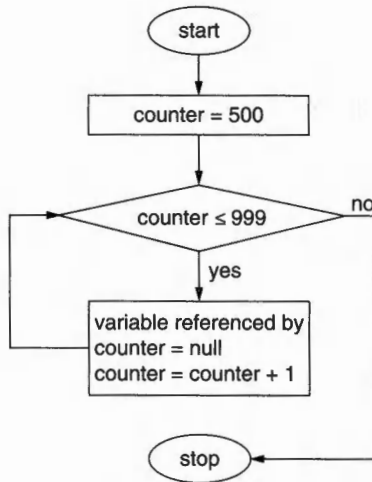 start
counter = 500
counter ≤ 999
no
yes
variable referenced by
counter = null
counter = counter + 1
stop